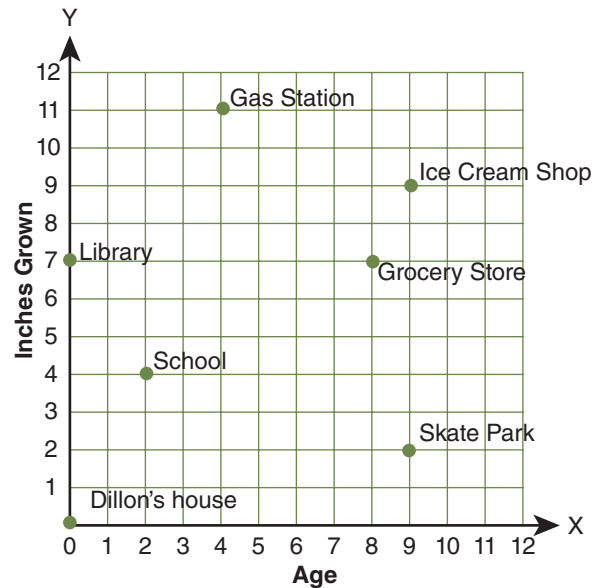 Y
12
Gas Station
11
10
Ice Cream Shop
9
8
Library
7
Grocery Store
6
5
School
4
3
Skate Park
2
1
Dillon's house
Inches Grown
X
0 1 2 3 4 5 6 7 8 9 10 11 12
Age